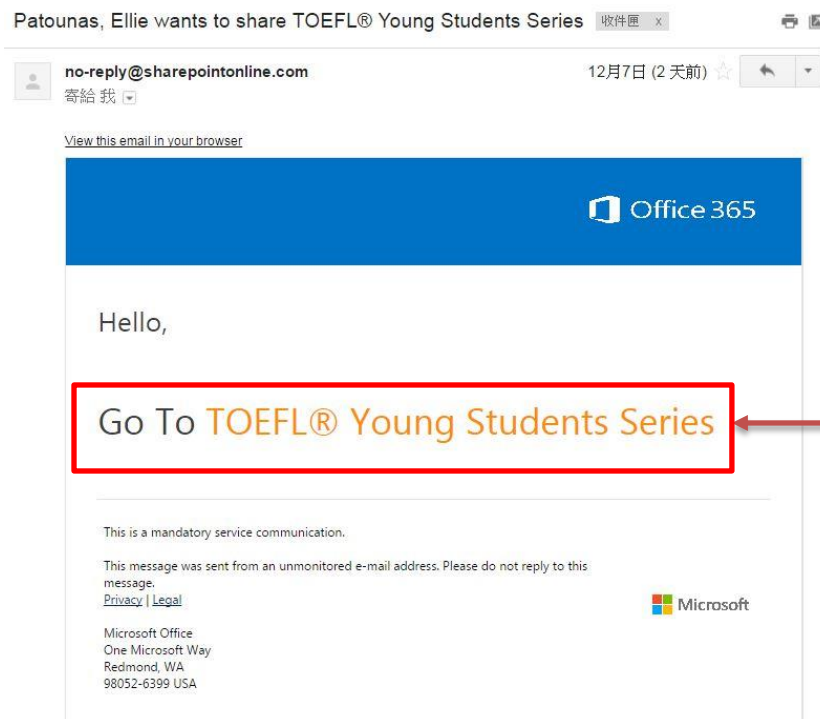 Patounas, Ellie wants to share TOEFL® Young Students Series 收件匣 x
no-reply@sharepointonline.com 12月7日 (2 天前)
寄給 我
View this email in your browser
Office 365
Hello,
Go To TOEFL® Young Students Series
This is a mandatory service communication.
This message was sent from an unmonitored e-mail address. Please do not reply to this
message.
Privacy | Legal
Microsoft
Microsoft Office
One Microsoft Way
Redmond, WA
98052-6399 USA